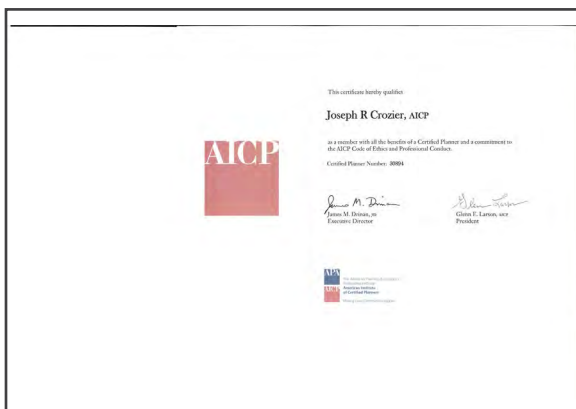 This certificate hereby qualifies
Joseph R Crozier, AICP
as a member with all the benefits of a Certified Planner and a commitment to
the AICP Code of Ethics and Professional Conduct.
Certified Planner Number:
AICP
James M. Drinan, JD
Executive Director
Glenn E. Larson, AICP
President
APA
AICP
American Institute
of Certified Planners